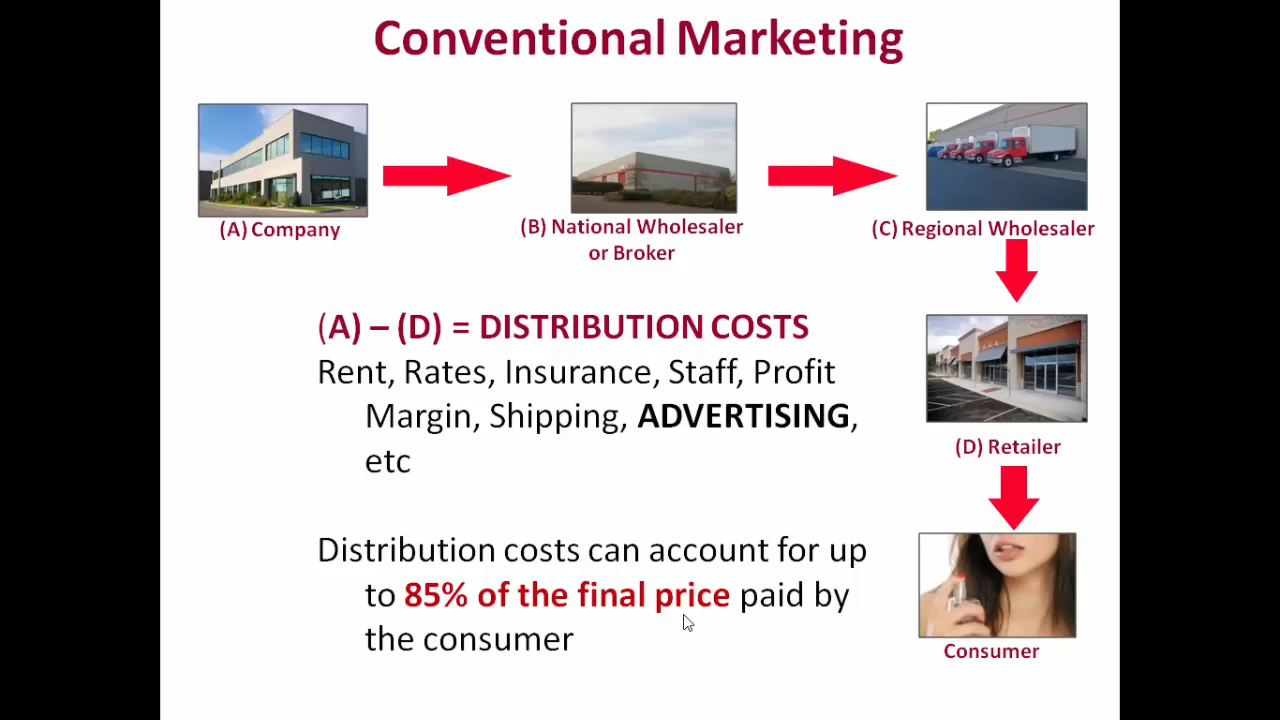 Conventional Marketing
(A) Company
(B) National Wholesaler
or Broker
(C) Regional Wholesaler
(A) – (D) = DISTRIBUTION COSTS
Rent, Rates, Insurance, Staff, Profit
Margin, Shipping, ADVERTISING,
etc
(D) Retailer
Distribution costs can account for up
to 85% of the final price paid by
the consumer
Consumer